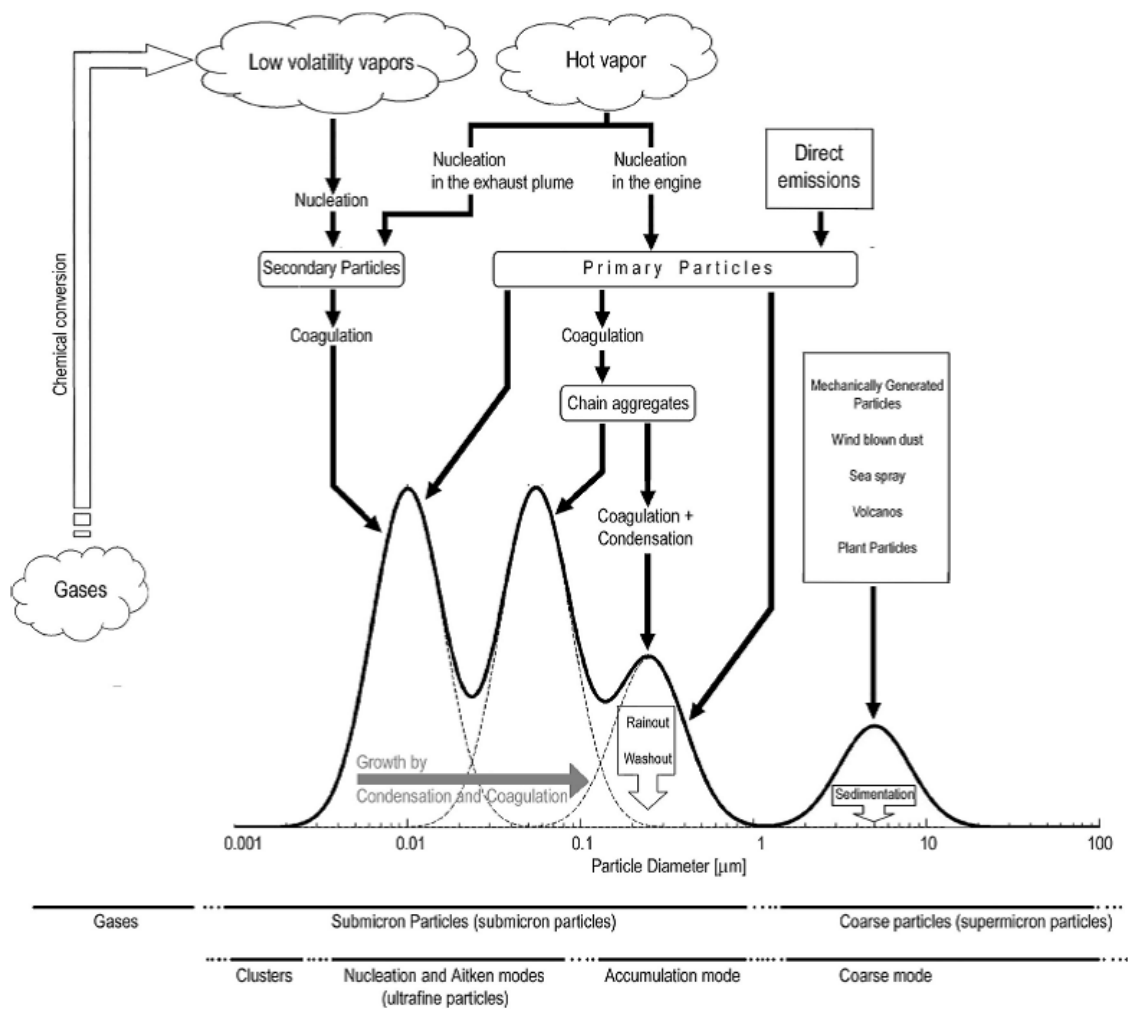 Low volatility vapors
Hot vapor
Nucleation
in the exhaust plume
Nucleation
in the engine
Direct
emissions
Nucleation
Secondary Particles
Primary Particles
Chemical conversion
Coagulation
Coagulation
Chain aggregates
Mechanically Generated
Particles
Wind blown dust
Sea spray
Volcanos
Plant Particles
Coagulation +
Condensation
Gases
Rainout
Washout
Growth by
Condensation and Coagulation
Sedimentation
0.001
0.01
0.1
1
10
100
Particle Diameter [μm]
Gases
Submicron Particles (submicron particles)
Coarse particles (supermicron particles)
Clusters
Nucleation and Aitken modes
(ultrafine particles)
Accumulation mode
Coarse mode